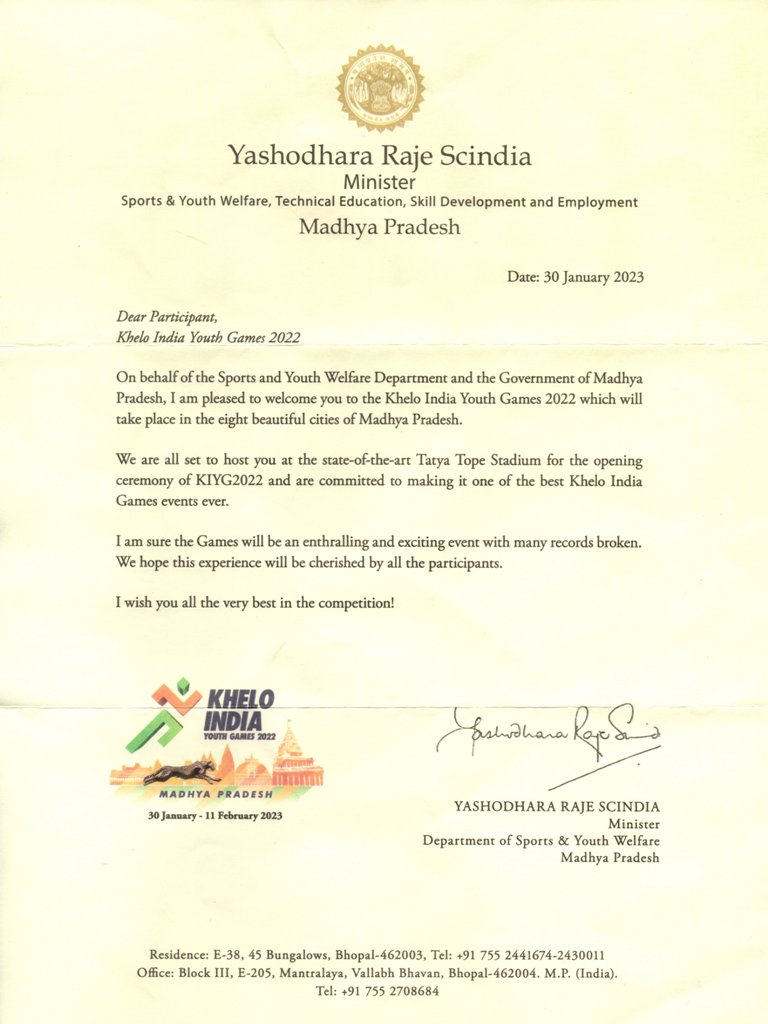 Yashodhara Raje Scindia
Minister
Sports & Youth Welfare, Technical Education, Skill Development and Employment
Madhya Pradesh
Date: 30 January 2023
Dear Participant,
Khelo India Youth Games 2022
On behalf of the Sports and Youth Welfare Department and the Government of Madhya
Pradesh, I am pleased to welcome you to the Khelo India Youth Games 2022 which will
take place in the eight beautiful cities of Madhya Pradesh.
We are all set to host you at the state-of-the-art Tatya Tope Stadium for the opening
ceremony of KIYG2022 and are committed to making it one of the best Khelo India
Games events ever.
I am sure the Games will be an enthralling and exciting event with many records broken.
We hope this experience will be cherished by all the participants.
I wish you all the very best in the competition!
KHELO
INDIA
YOUTH GAMES 2022
MADHYA PRADESH
30 January - 11 February 2023
Yashodhara Raje Scind
YASHODHARA RAJE SCINDIA
Minister
Department of Sports & Youth Welfare
Madhya Pradesh
Residence: E-38, 45 Bungalows, Bhopal-462003, Tel: +91 755 2441674-2430011
Office: Block III, E-205, Mantralaya, Vallabh Bhavan, Bhopal-462004. M.P. (India).
Tel: +91 755 2708684